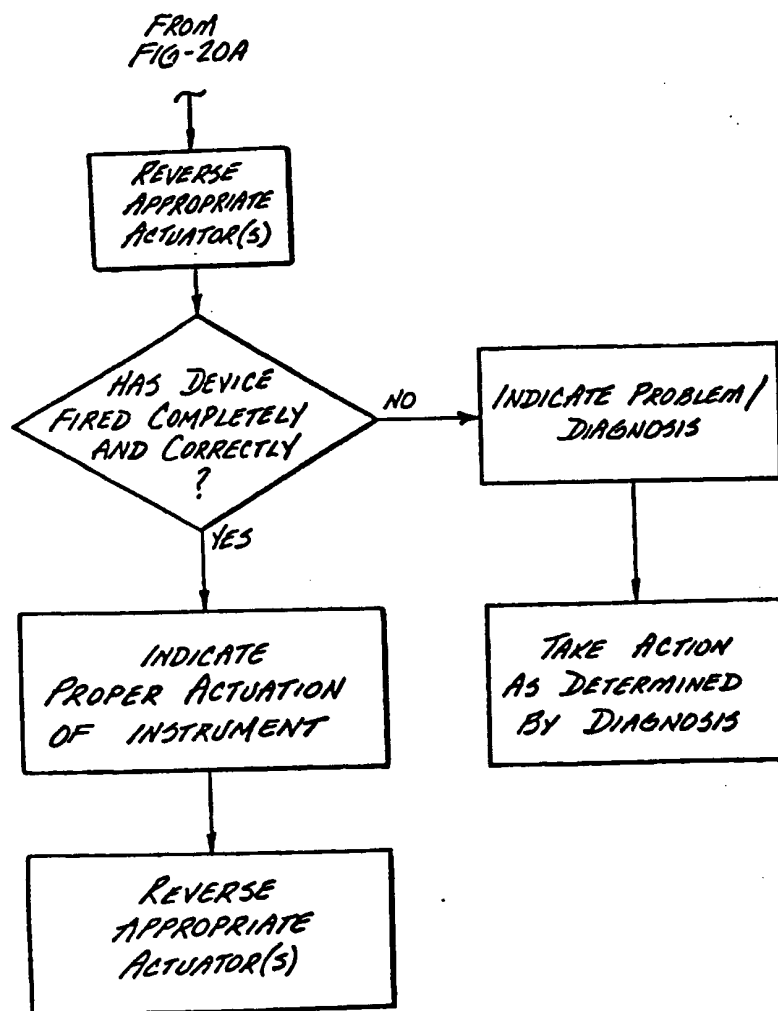 FROM
FIG-20A
REVERSE
APPROPRIATE
ACTUATOR(S)
HAS DEVICE
FIRED COMPLETELY
AND CORRECTLY
?
NO
INDICATE PROBLEM/
DIAGNOSIS
YES
INDICATE
PROPER ACTUATION
OF INSTRUMENT
TAKE ACTION
AS DETERMINED
BY DIAGNOSIS
REVERSE
APPROPRIATE
ACTUATOR(S)